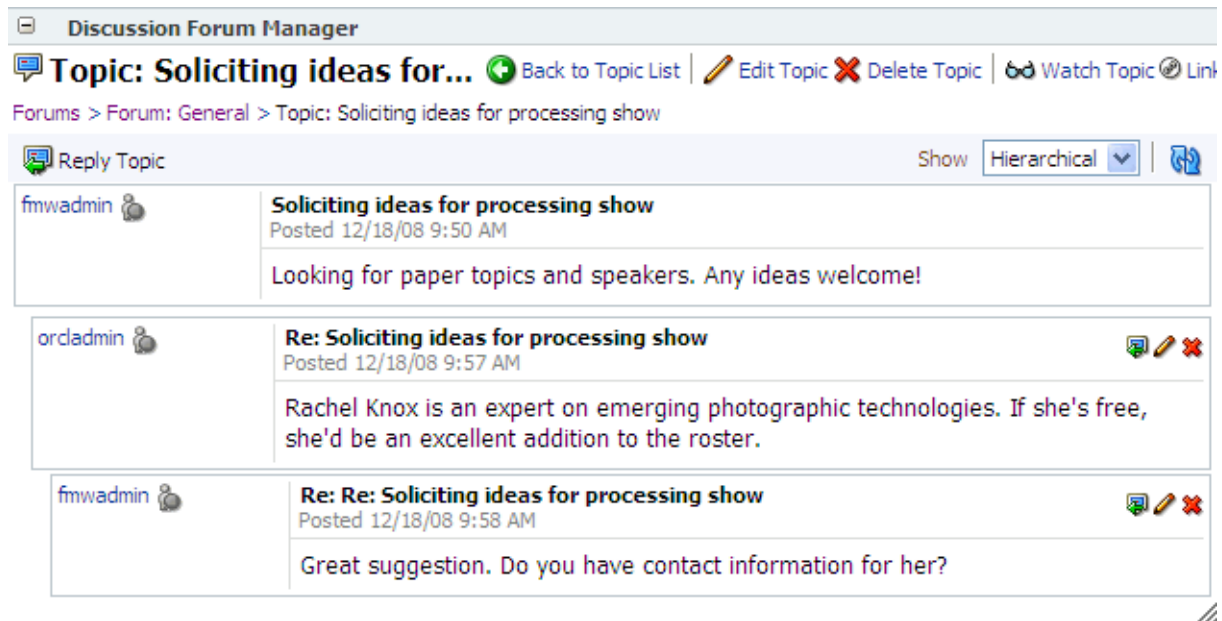 Discussion Forum Manager
Topic: Soliciting ideas for... Back to Topic List Edit Topic Delete Topic Watch Topic Link
Forums > Forum: General > Topic: Soliciting ideas for processing show
Reply Topic Show Hierarchical
fmwadmin Soliciting ideas for processing show
Posted 12/18/08 9:50 AM
Looking for paper topics and speakers. Any ideas welcome!
orcladmin Re: Soliciting ideas for processing show
Posted 12/18/08 9:57 AM
Rachel Knox is an expert on emerging photographic technologies. If she's free,
she'd be an excellent addition to the roster.
fmwadmin Re: Re: Soliciting ideas for processing show
Posted 12/18/08 9:58 AM
Great suggestion. Do you have contact information for her?